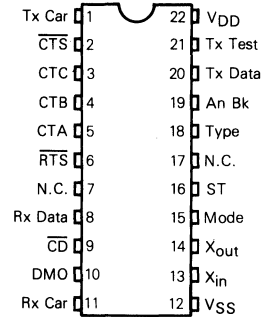 Tx Car 1 22 VDD
CTS 2 21 Tx Test
CTC 3 20 Tx Data
CTB 4 19 An Bk
CTA 5 18 Type
RTS 6 17 N.C.
N.C. 7 16 ST
Rx Data 8 15 Mode
CD 9 14 Xout
DMO 10 13 Xin
Rx Car 11 12 VSS